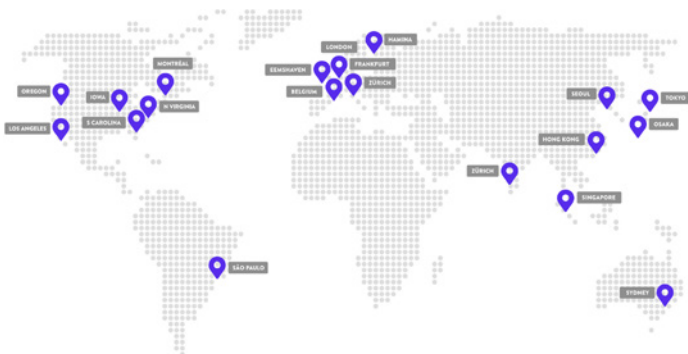 HAMINA
LONDON
MONTRÉAL
FRANKFURT
EEMSHAVEN
ZÜRICH
OREGON
BELGIUM
SEOUL
IOWA
TOKYO
N VIRGINIA
S CAROLINA
OSAKA
LOS ANGELES
HONG KONG
ZÜRICH
SINGAPORE
SÃO PAULO
SYDNEY